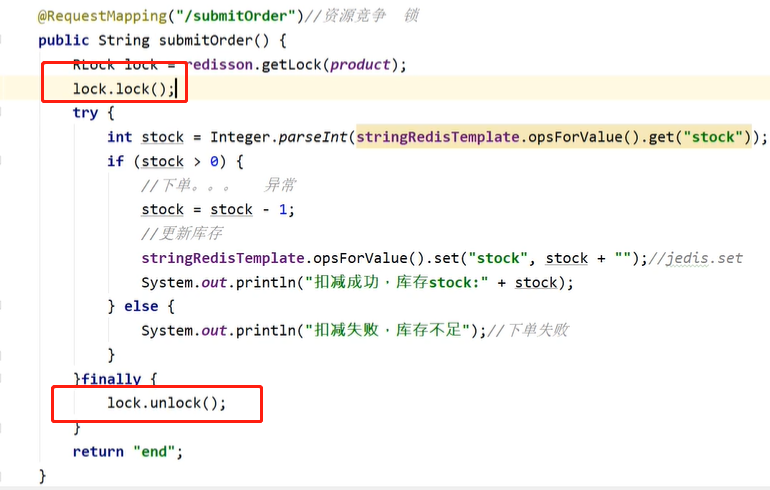 @RequestMapping("/submitOrder")//资源竞争 锁
public String submitOrder() {
RLock lock = redisson.getLock(product);
lock.lock();
try {
int stock = Integer.parseInt(stringRedisTemplate.opsForValue().get("stock"));
if (stock > 0) {
//下单。。。 异常
stock = stock - 1;
//更新库存
stringRedisTemplate.opsForValue().set("stock", stock + "");//jedis.set
System.out.println("扣减成功·库存stock:" + stock);
} else {
System.out.println("扣减失败·库存不足");//下单失败
}
}finally {
lock.unlock();
}
return "end";
}